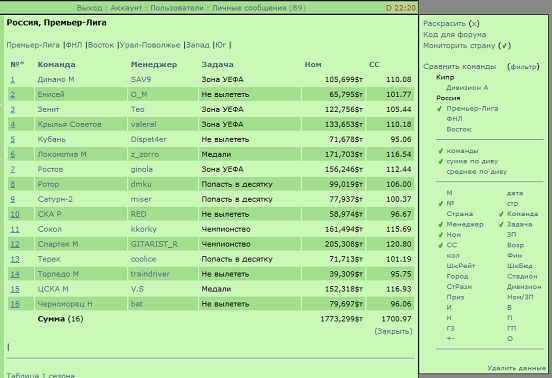 Выход : Аккаунт : Пользователи : Личные сообщения (89)
D 22:20
Россия, Премьер-Лига
Премьер-Лига |ФНЛ |Восток |Урал-Поволжье |Запад |Юг |
№* Команда Менеджер Задача Ном СС
1 Динамо М SAV9 Зона УЕФА 105,699$т 110.08
2 Енисей O_M Не вылететь 65,795$т 101.77
3 Зенит Teo Зона УЕФА 122,756$т 105.44
4 Крылья Советов valeral Зона УЕФА 133,653$т 110.18
5 Кубань Dispet4er Не вылететь 71,678$т 95.06
6 Локомотив М z_zorro Медали 171,703$т 116.54
7 Ростов ginola Зона УЕФА 156,246$т 112.44
8 Ротор dmku Попасть в десятку 99,019$т 106.00
9 Сатурн-2 miser Попасть в десятку 77,937$т 100.37
10 СКА Р RED Не вылететь 58,974$т 96.67
11 Сокол kkorky Чемпионство 161,494$т 115.69
12 Спартак М GITARIST_R Чемпионство 205,308$т 120.80
13 Терек coolice Попасть в десятку 71,713$т 101.19
14 Торпедо М traindriver Не вылететь 39,309$т 95.75
15 ЦСКА М V.S Медали 152,318$т 116.93
16 Черноморец Н bat Не вылететь 79,697$т 96.06
Сумма (16) 1773,299$т 1700.97
(Закрыть)
|
Таблица 1 сезона
Раскрасить (x)
Код для форума
Мониторить страну (✓)
Сравнить команды (фильтр)
Кипр
Дивизион А
Россия
✓ Премьер-Лига
ФНЛ
Восток
✓ команды
✓ сумма по диву
среднее по диву
М дата
✓ № стр
Страна ✓ Команда
✓ Менеджер ✓ Задача
✓ Ном ЗП
✓ СС Возр
кол Фин
ШкРейт ШкБюд
Город Стадион
СтРази Дивизион
Приз Ном/ЗП
И В
Н П
ГЗ ГП
+- О
Удалить данные